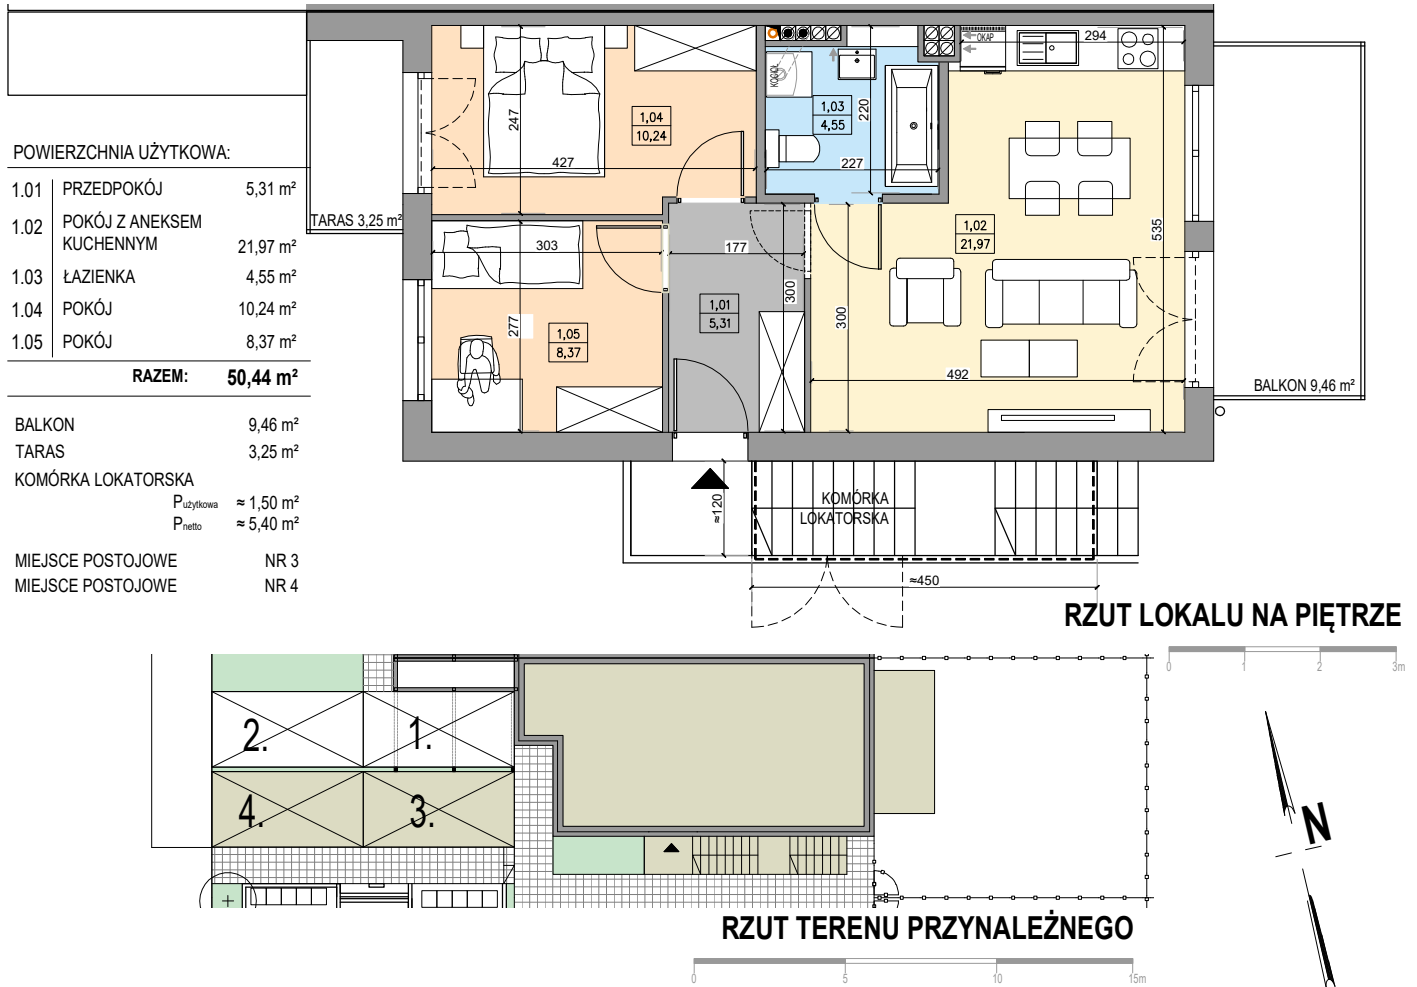 POWIERZCHNIA UŻYTKOWA:
1.01 PRZEDPOKÓJ 5,31 m²
1.02 POKÓJ Z ANEKSEM
KUCHENNYM 21,97 m²
1.03 ŁAZIENKA 4,55 m²
1.04 POKÓJ 10,24 m²
1.05 POKÓJ 8,37 m²
RAZEM: 50,44 m²
BALKON 9,46 m²
TARAS 3,25 m²
KOMÓRKA LOKATORSKA
Pużytkowa ≈ 1,50 m²
Pnetto ≈ 5,40 m²
MIEJSCE POSTOJOWE NR 3
MIEJSCE POSTOJOWE NR 4
TARAS 3,25 m²
247
427
1,04
10,24
KOCIOŁ
1,03
4,55
220
227
OKAP
294
1,02
21,97
535
303
277
1,05
8,37
177
1,01
5,31
300
300
492
BALKON 9,46 m²
≈120
KOMÓRKA
LOKATORSKA
≈450
RZUT LOKALU NA PIĘTRZE
0 1 2 3m
2. 1.
4. 3.
N
RZUT TERENU PRZYNALEŻNEGO
0 5 10 15m